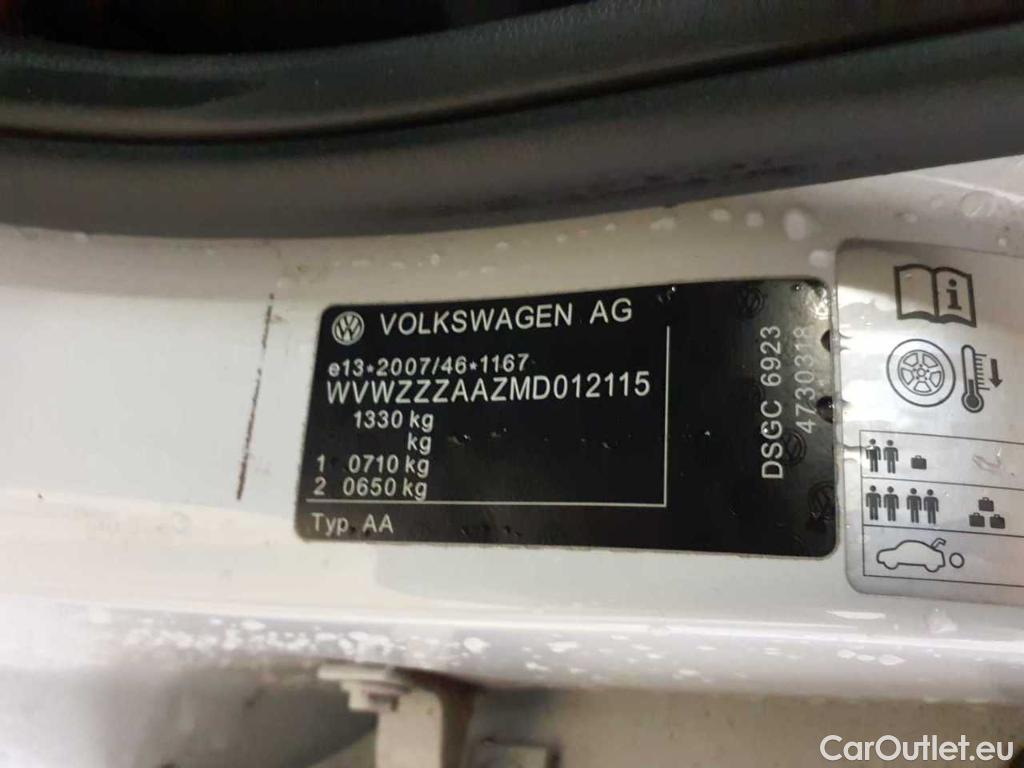 VOLKSWAGEN AG
e13*2007/46*1167
WVWZZZAAZMD012115
1330 kg
kg
1 0710 kg
2 0650 kg
Typ. AA
DSGC 6923
4730318
i
CarOutlet.eu